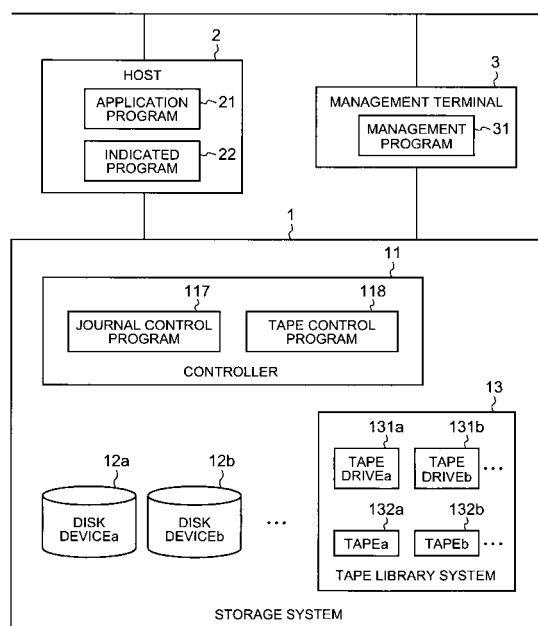 2
HOST
APPLICATION
PROGRAM
21
INDICATED
PROGRAM
22
3
MANAGEMENT TERMINAL
MANAGEMENT
PROGRAM
31
1
11
117
JOURNAL CONTROL
PROGRAM
118
TAPE CONTROL
PROGRAM
CONTROLLER
13
131a
TAPE
DRIVEa
131b
TAPE
DRIVEb
...
12a
DISK
DEVICEa
12b
DISK
DEVICEb
...
132a
TAPEa
132b
TAPEb
...
TAPE LIBRARY SYSTEM
STORAGE SYSTEM